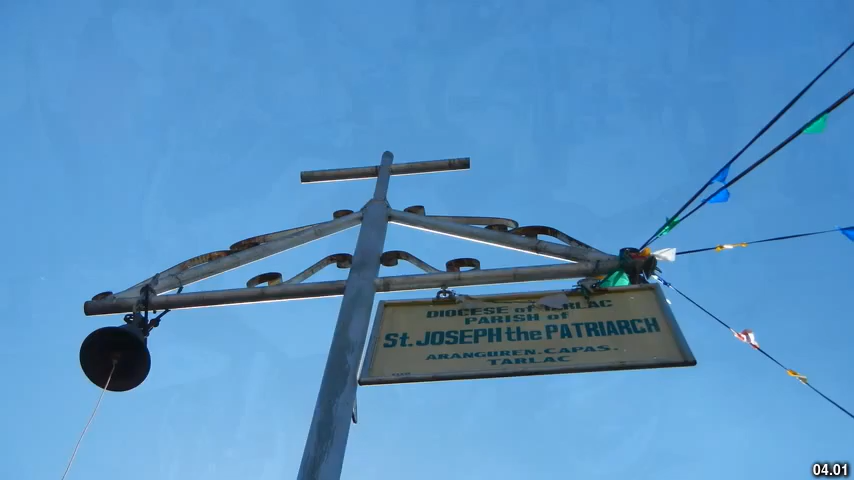 DIOCESE of TARLAC
PARISH of
St. JOSEPH the PATRIARCH
ARANGUREN. CAPAS.
TARLAC
04.01